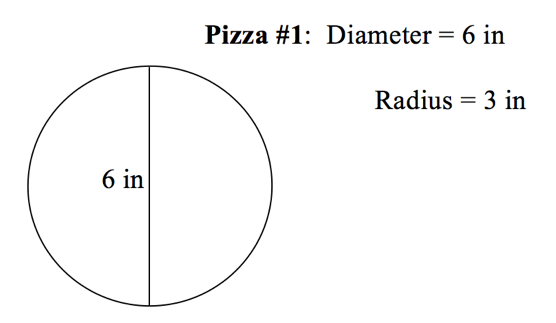 Pizza #1: Diameter = 6 in
Radius = 3 in
6 in